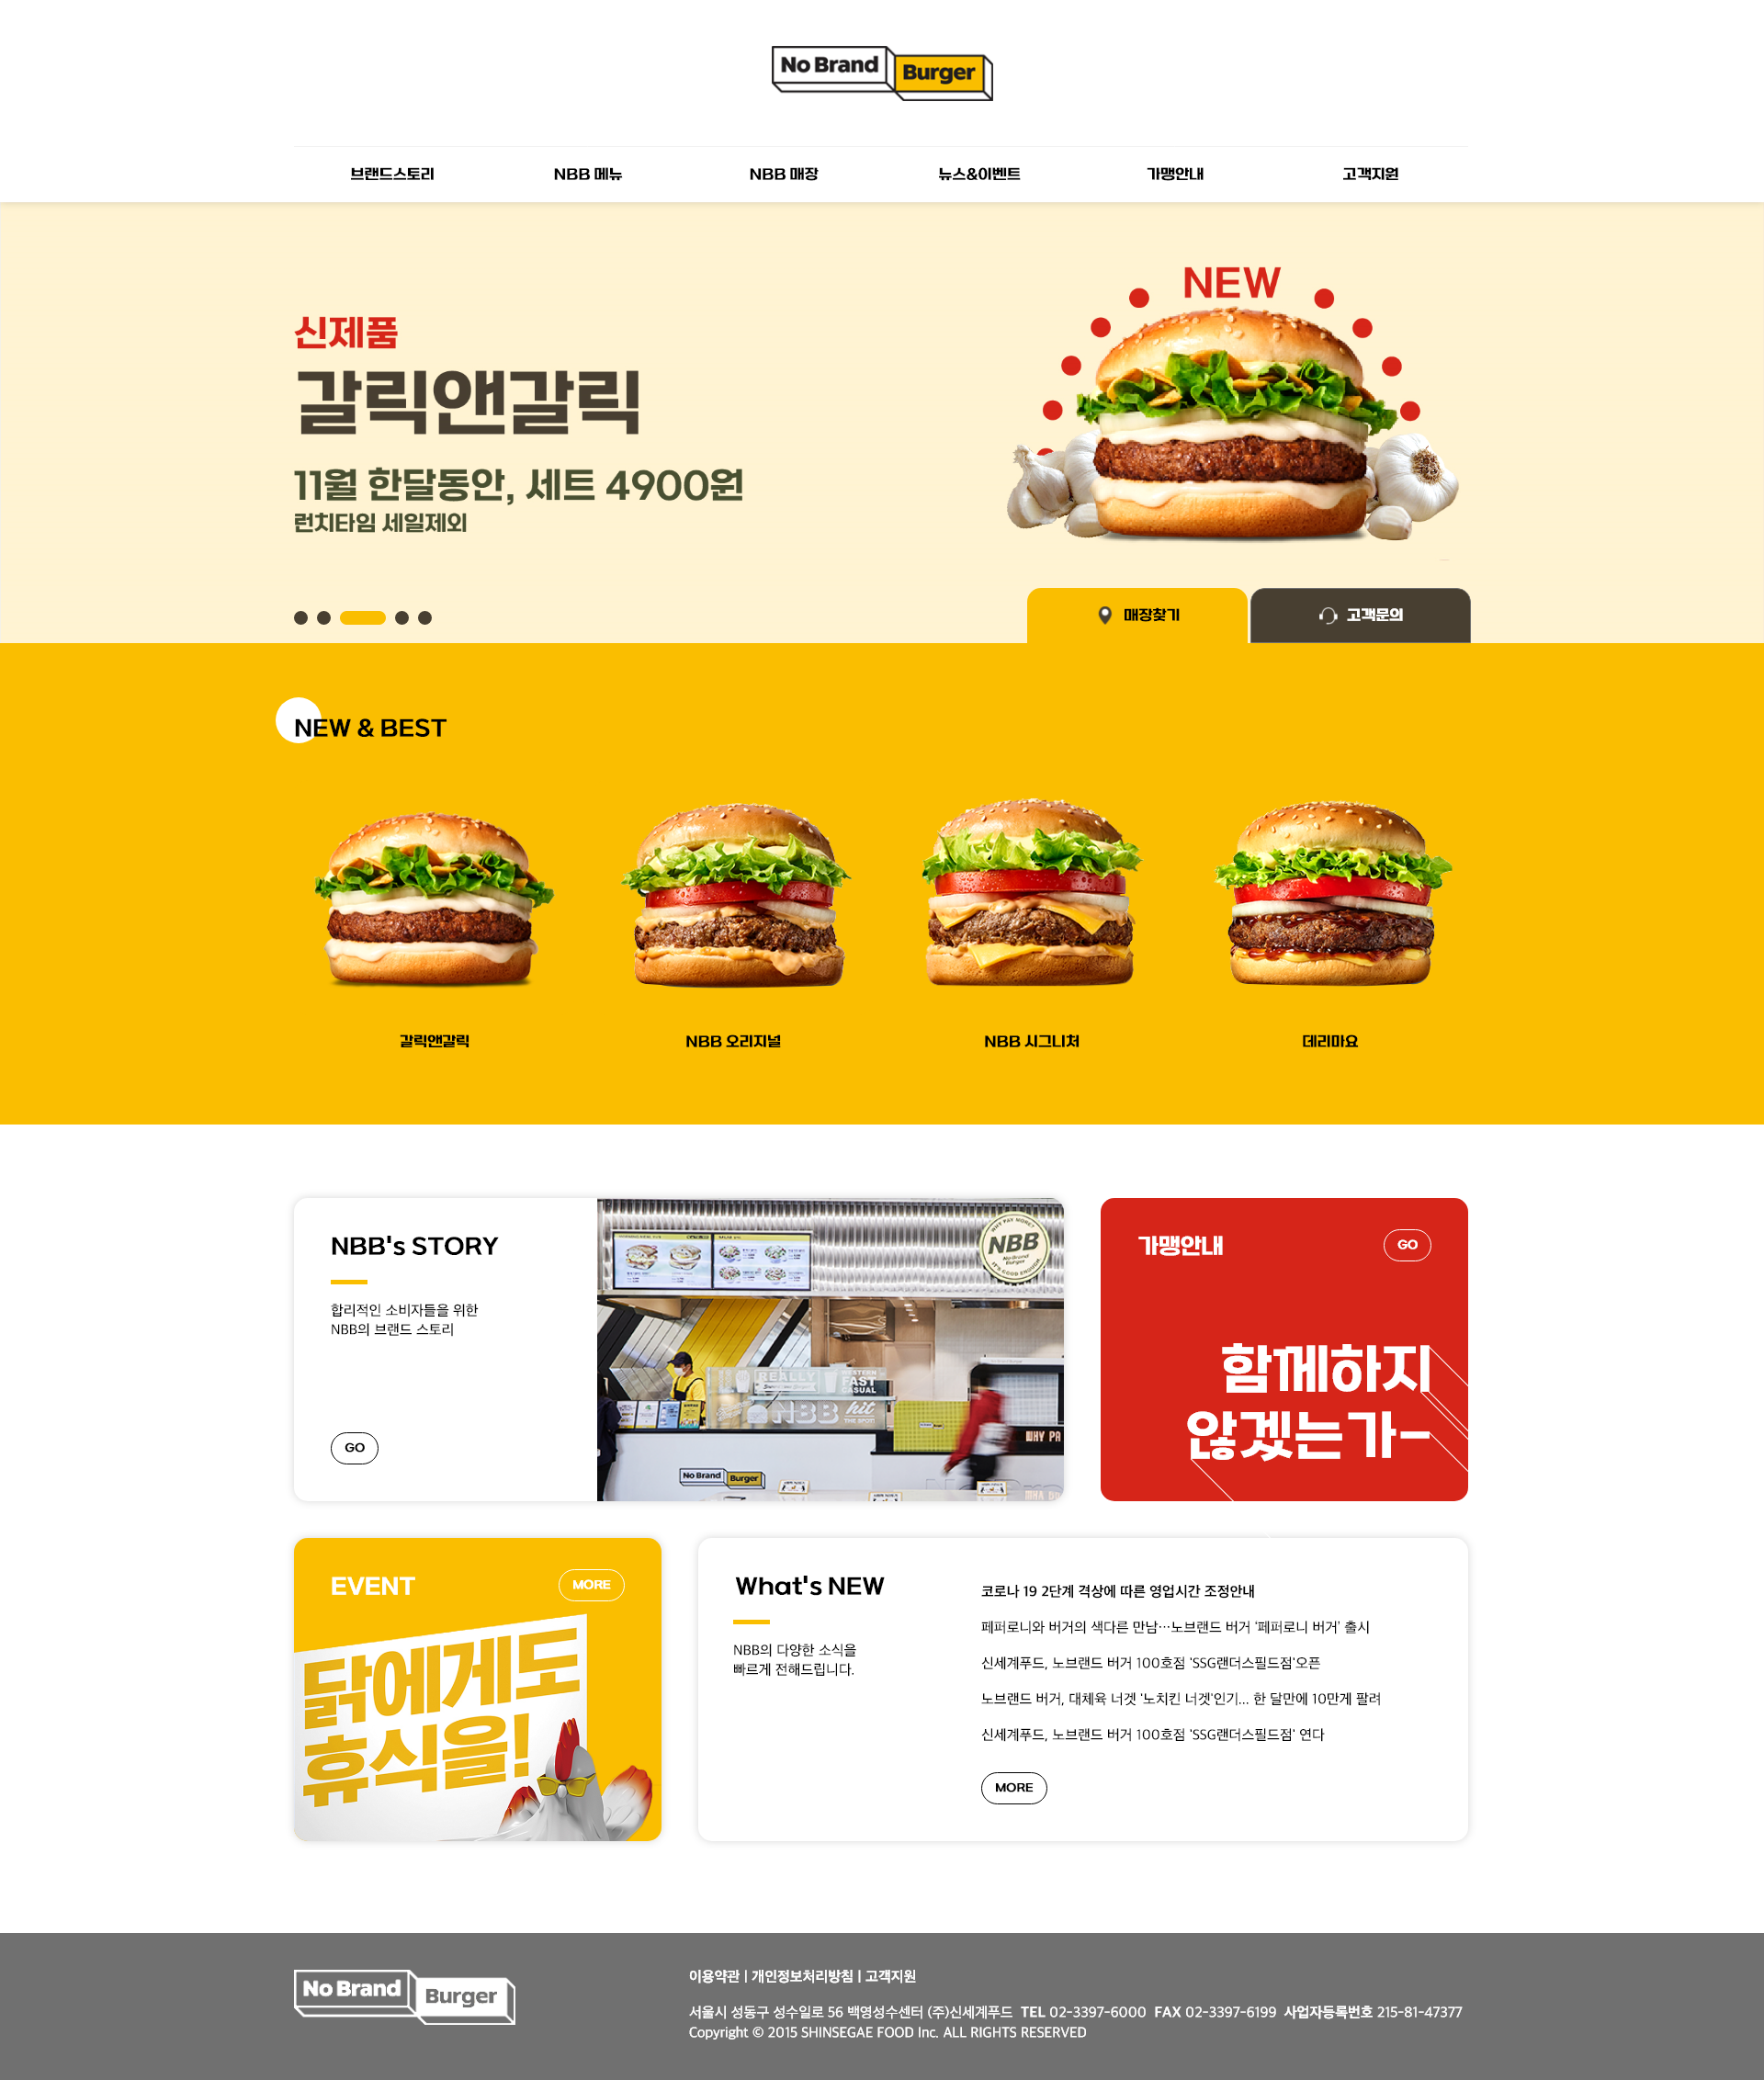 No Brand Burger
브랜드스토리 NBB 메뉴 NBB 매장 뉴스&이벤트 가맹안내 고객지원
NEW
신제품
갈릭앤갈릭
11월 한달동안, 세트 4900원
런치타임 세일제외
매장찾기 고객문의
NEW & BEST
갈릭앤갈릭 NBB 오리지널 NBB 시그니처 데리마요
NBB's STORY
합리적인 소비자들을 위한
NBB의 브랜드 스토리
GO
WHY PAY MORE?
NBB
No Brand
Burger
IT'S GOOD ENOUGH
REALLY
WESTERN
FAST
CASUAL
NBB hit
THE SPOT!
WHY PA
No Brand Burger
가맹안내 GO
함께하지
않겠는가-
EVENT MORE
닭에게도
휴식을!
What's NEW
NBB의 다양한 소식을
빠르게 전해드립니다.
코로나 19 2단계 격상에 따른 영업시간 조정안내
페퍼로니와 버거의 색다른 만남…노브랜드 버거 '페퍼로니 버거' 출시
신세계푸드, 노브랜드 버거 100호점 'SSG랜더스필드점'오픈
노브랜드 버거, 대체육 너겟 '노치킨 너겟'인기... 한 달만에 10만게 팔려
신세계푸드, 노브랜드 버거 100호점 'SSG랜더스필드점' 연다
MORE
No Brand Burger
이용약관 | 개인정보처리방침 | 고객지원
서울시 성동구 성수일로 56 백영성수센터 (주)신세계푸드 TEL 02-3397-6000 FAX 02-3397-6199 사업자등록번호 215-81-47377
Copyright © 2015 SHINSEGAE FOOD Inc. ALL RIGHTS RESERVED